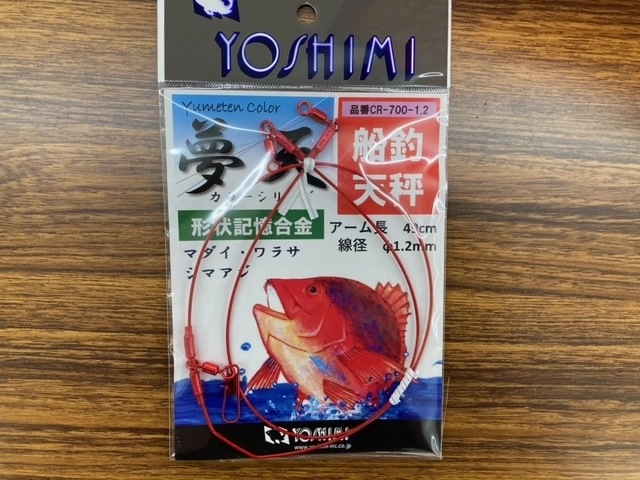 YOSHIMI
Yumeten Color
品番CR-700-1.2
夢天
船釣
天秤
形状記憶合金
アーム長
線径 φ1.2mm
マダイ・ワラサ
シマアジ
YOSHIMI